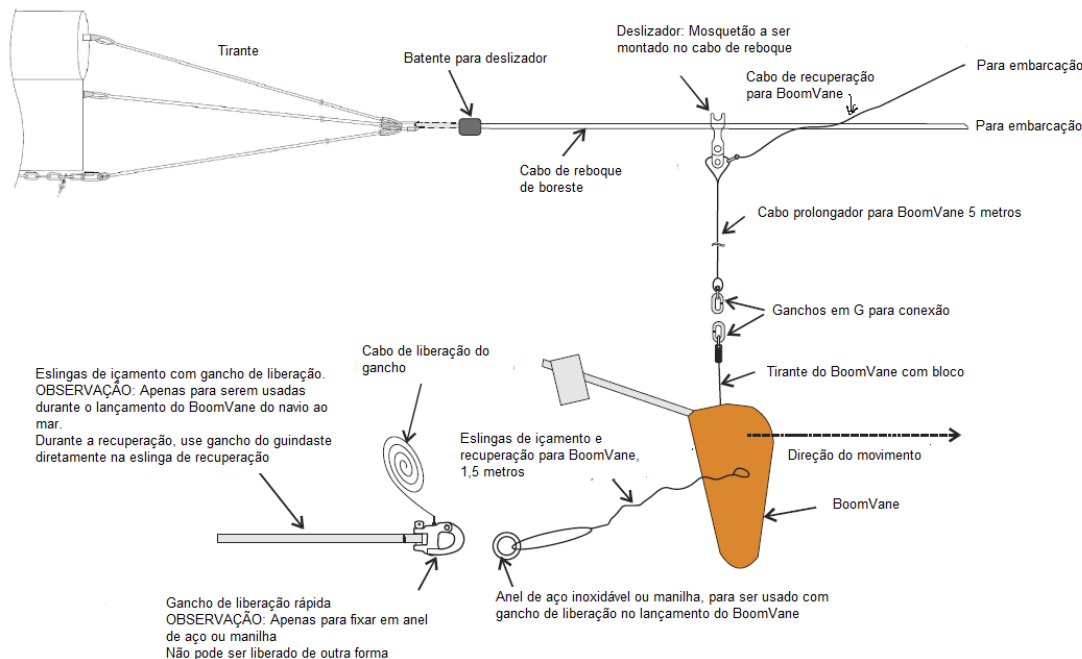 Tirante
Batente para deslizador
Deslizador: Mosquetão a ser
montado no cabo de reboque
Cabo de recuperação
para BoomVane
Para embarcação
Para embarcação
Cabo de reboque
de boreste
Cabo prolongador para BoomVane 5 metros
Ganchos em G para conexão
Tirante do BoomVane com bloco
Cabo de liberação do
gancho
Eslingas de içamento com gancho de liberação.
OBSERVAÇÃO: Apenas para serem usadas
durante o lançamento do BoomVane do navio ao
mar.
Durante a recuperação, use gancho do guindaste
diretamente na eslinga de recuperação
Eslingas de içamento e
recuperação para BoomVane,
1,5 metros
Direção do movimento
BoomVane
Gancho de liberação rápida
OBSERVAÇÃO: Apenas para fixar em anel
de aço ou manilha
Não pode ser liberado de outra forma
Anel de aço inoxidável ou manilha, para ser usado com
gancho de liberação no lançamento do BoomVane